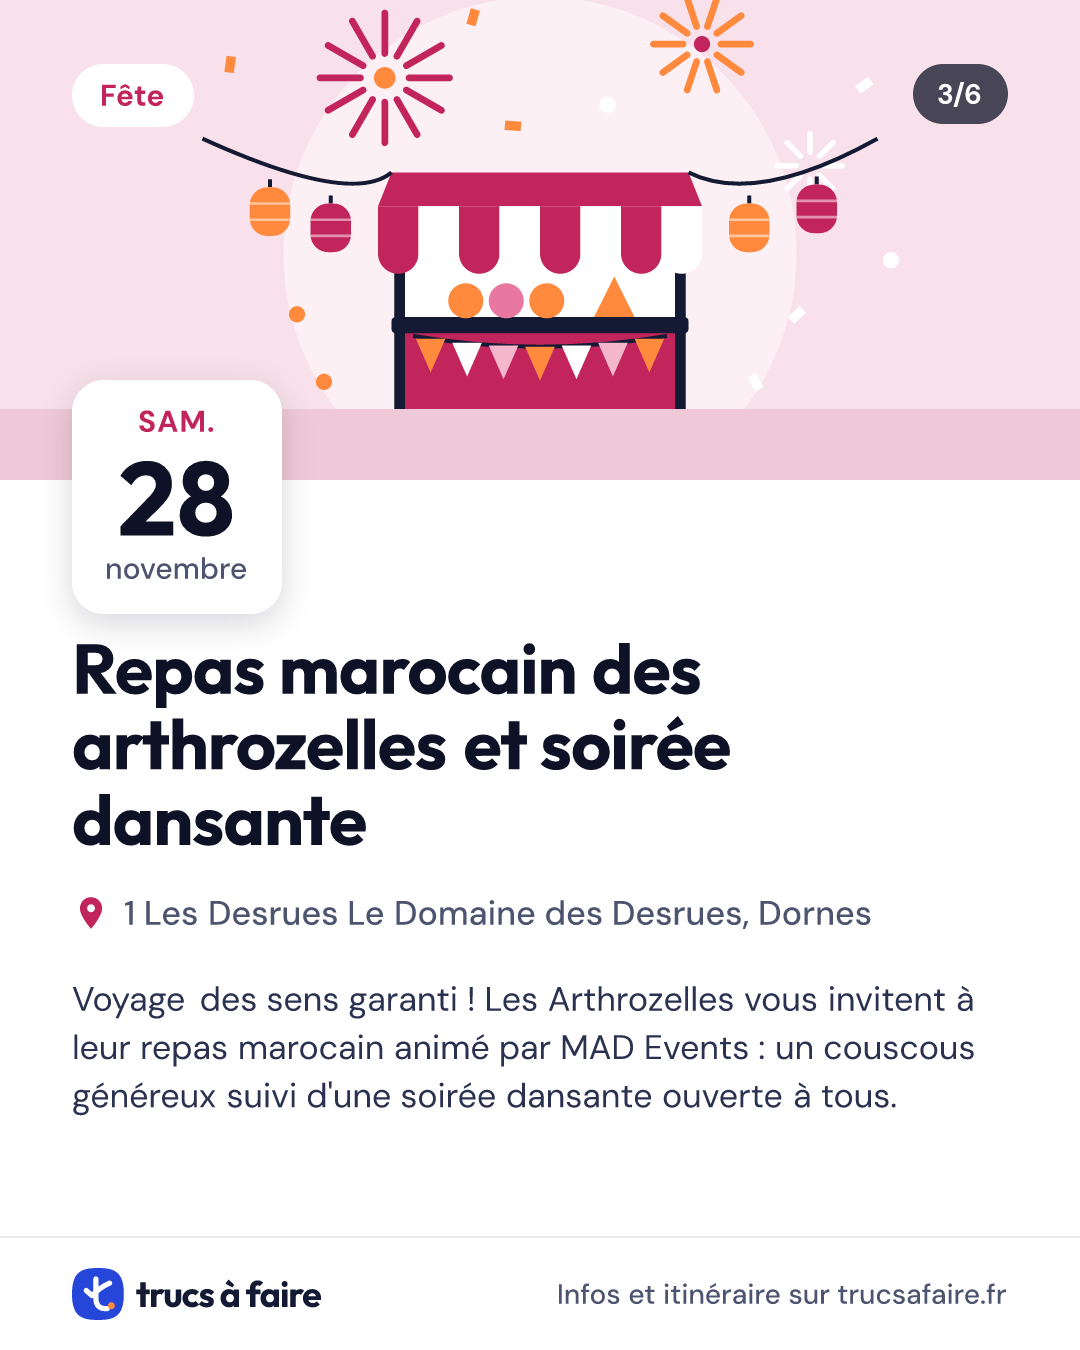 Fête
3/6
SAM.
28
novembre
Repas marocain des
arthrozelles et soirée
dansante
1 Les Desrues Le Domaine des Desrues, Dornes
Voyage  des sens garanti ! Les Arthrozelles vous invitent à
leur repas marocain animé par MAD Events : un couscous
généreux suivi d'une soirée dansante ouverte à tous.
trucs à faire
Infos et itinéraire sur trucsafaire.fr